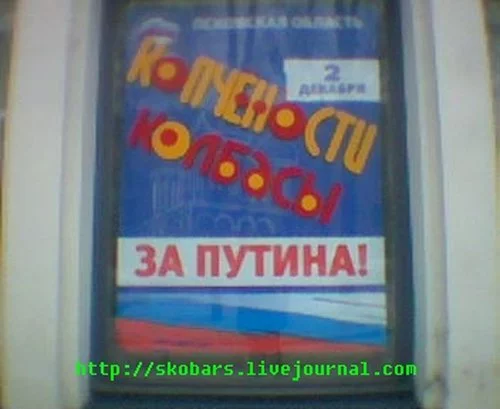 ПСКОВСКАЯ ОБЛАСТЬ
2
ДЕКАБРЯ
КОПЧЕНОСТИ
КОЛБАСЫ
ЗА ПУТИНА!
http://skobars.livejournal.com